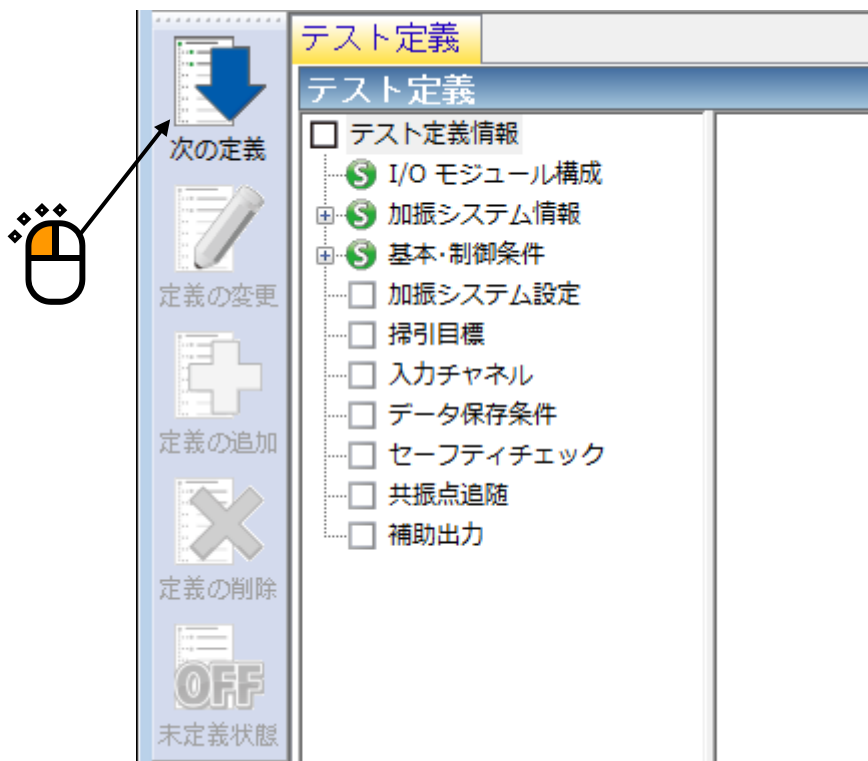 テスト定義
テスト定義
次の定義
定義の変更
定義の追加
定義の削除
OFF
未定義状態
テスト定義情報
S I/O モジュール構成
S 加振システム情報
S 基本・制御条件
加振システム設定
掃引目標
入力チャネル
データ保存条件
セーフティチェック
共振点追随
補助出力